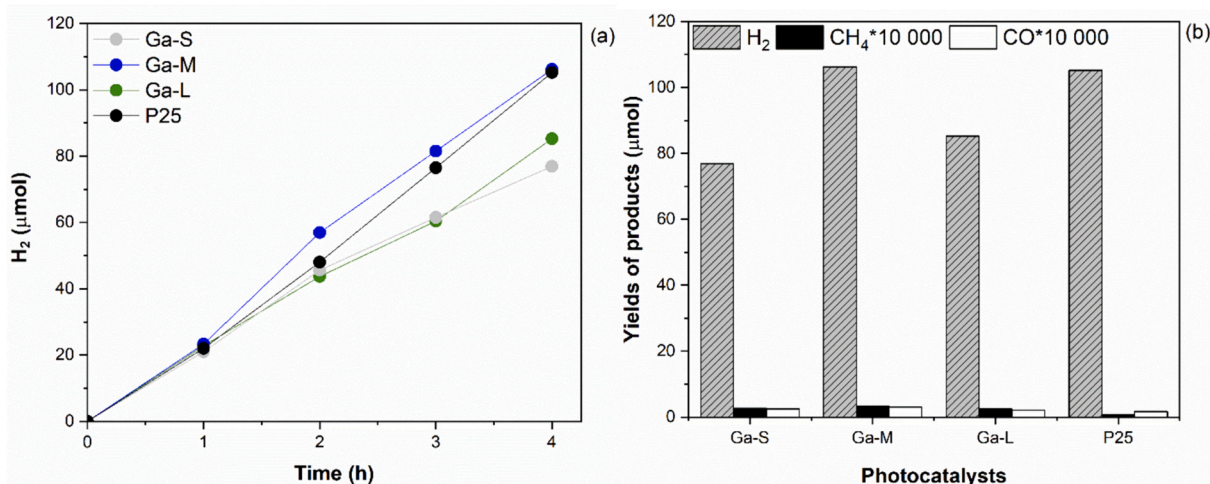 (a)
Ga-S
Ga-M
Ga-L
P25
H₂ (μmol)
120
100
80
60
40
20
0
0 1 2 3 4
Time (h)
(b)
H₂ CH₄*10 000 CO*10 000
Yields of products (μmol)
120
100
80
60
40
20
0
Ga-S Ga-M Ga-L P25
Photocatalysts